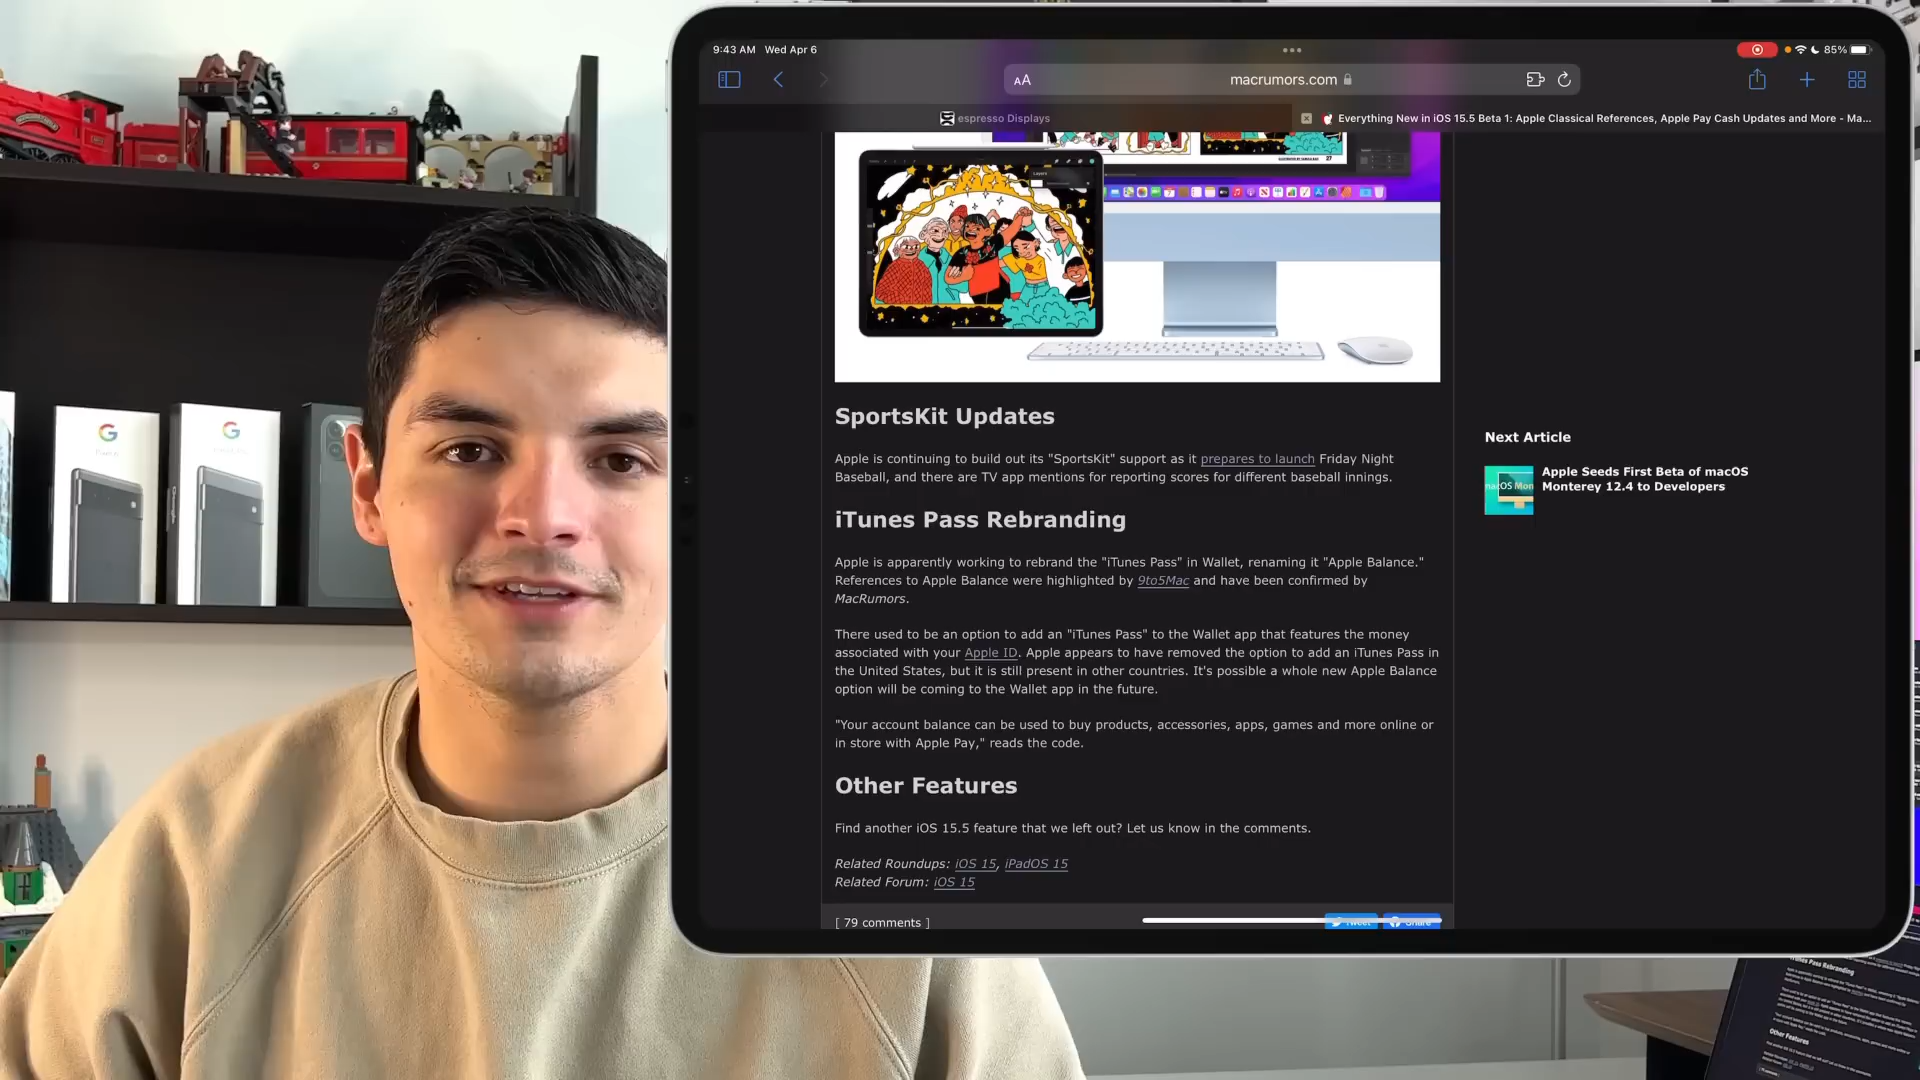 9:43 AM Wed Apr 6
85%
AA
macrumors.com
espresso Displays
Everything New in iOS 15.5 Beta 1: Apple Classical References, Apple Pay Cash Updates and More - Ma...
SportsKit Updates
Apple is continuing to build out its "SportsKit" support as it prepares to launch Friday Night
Baseball, and there are TV app mentions for reporting scores for different baseball innings.
iTunes Pass Rebranding
Apple is apparently working to rebrand the "iTunes Pass" in Wallet, renaming it "Apple Balance."
References to Apple Balance were highlighted by 9to5Mac and have been confirmed by
MacRumors.
There used to be an option to add an "iTunes Pass" to the Wallet app that features the money
associated with your Apple ID. Apple appears to have removed the option to add an iTunes Pass in
the United States, but it is still present in other countries. It's possible a whole new Apple Balance
option will be coming to the Wallet app in the future.
"Your account balance can be used to buy products, accessories, apps, games and more online or
in store with Apple Pay," reads the code.
Other Features
Find another iOS 15.5 feature that we left out? Let us know in the comments.
Related Roundups: iOS 15, iPadOS 15
Related Forum: iOS 15
[ 79 comments ]
Tweet
Share
Next Article
Apple Seeds First Beta of macOS
Monterey 12.4 to Developers
G
G
iTunes Pass Rebranding
Other Features